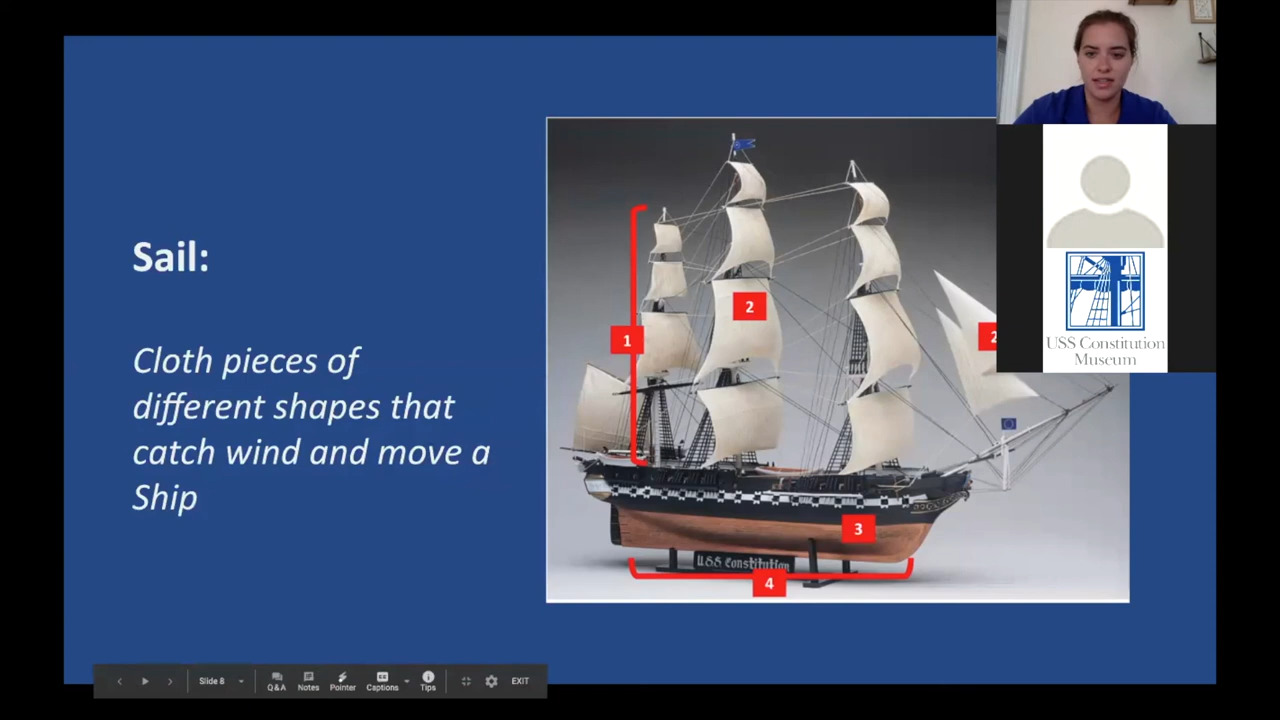 Sail:
Cloth pieces of
different shapes that
catch wind and move a
Ship
1
2
2
3
USS Constitution
4
USS Constitution
Museum
Slide 8
Q&A
Notes
Pointer
Captions
Tips
EXIT